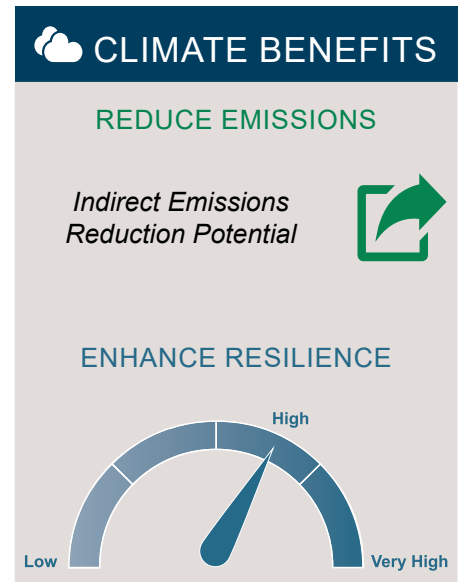 CLIMATE BENEFITS
REDUCE EMISSIONS
Indirect Emissions
Reduction Potential
ENHANCE RESILIENCE
High
Low
Very High